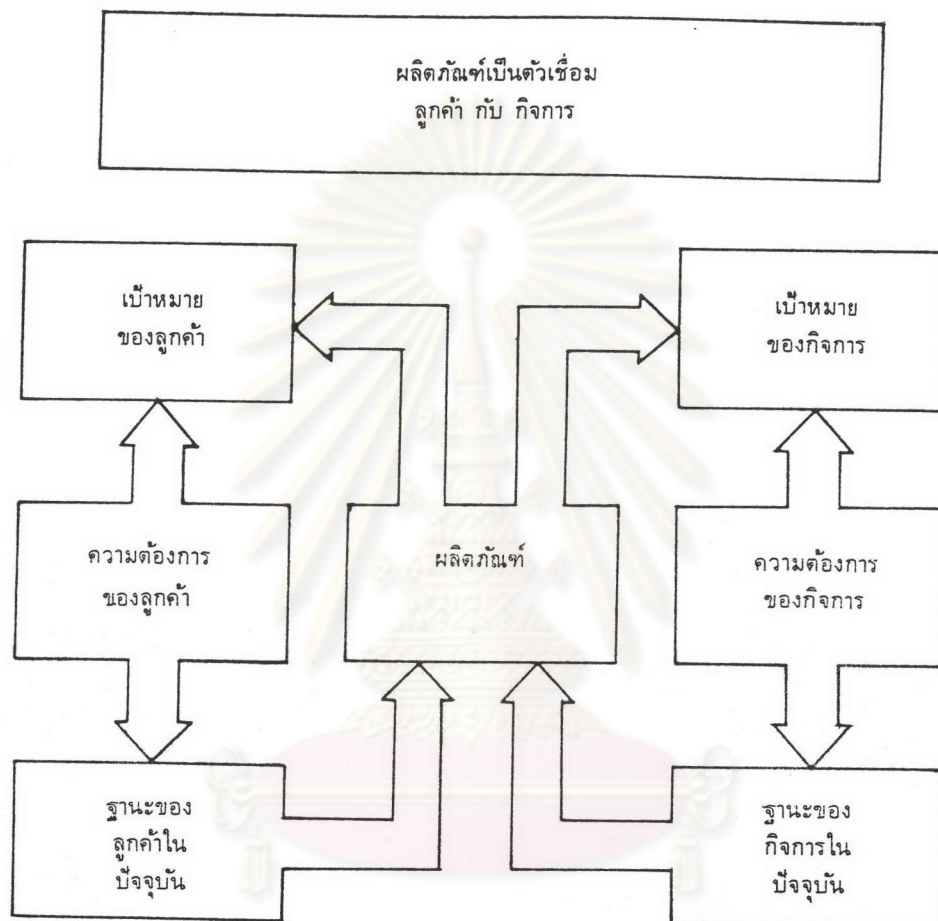 ผลิตภัณฑ์เป็นตัวเชื่อม
ลูกค้า กับ กิจการ
เป้าหมาย
ของลูกค้า
เป้าหมาย
ของกิจการ
ความต้องการ
ของลูกค้า
ผลิตภัณฑ์
ความต้องการ
ของกิจการ
ฐานะของ
ลูกค้าใน
ปัจจุบัน
ฐานะของ
กิจการใน
ปัจจุบัน